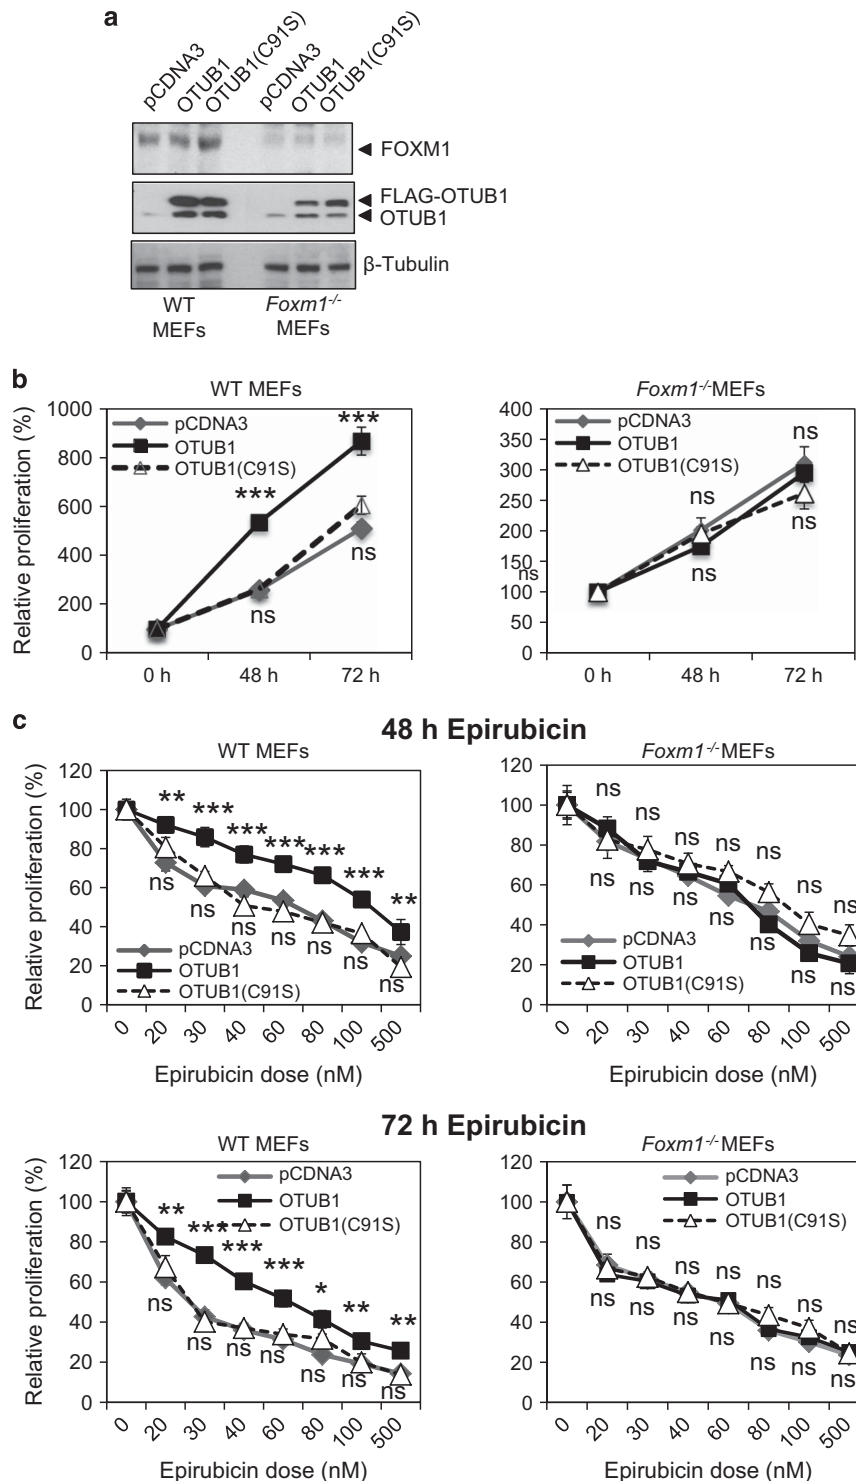 a
pCDNA3 OTUB1 OTUB1(C91S) pCDNA3 OTUB1 OTUB1(C91S)
FOXM1
FLAG-OTUB1
OTUB1
β-Tubulin
WT MEFs
Foxm1-/- MEFs
b
WT MEFs
Relative proliferation (%)
1000
800
600
400
200
0
pCDNA3
OTUB1
OTUB1(C91S)
***
***
ns
ns
0 h 48 h 72 h
Foxm1-/-MEFs
400
350
300
250
200
150
100
50
0
pCDNA3
OTUB1
OTUB1(C91S)
ns
ns
ns
ns
ns
0 h 48 h 72 h
c
48 h Epirubicin
WT MEFs
Relative proliferation (%)
120
100
80
60
40
20
0
** *** *** *** *** *** **
ns ns ns ns ns ns ns
pCDNA3
OTUB1
OTUB1(C91S)
0 20 30 40 60 80 100 500
Epirubicin dose (nM)
Foxm1-/-MEFs
120
100
80
60
40
20
0
ns ns ns ns ns ns ns
ns ns ns ns ns ns ns
pCDNA3
OTUB1
OTUB1(C91S)
0 20 30 40 60 80 100 500
Epirubicin dose (nM)
72 h Epirubicin
WT MEFs
Relative proliferation (%)
120
100
80
60
40
20
0
pCDNA3
OTUB1
OTUB1(C91S)
** *** *** *** * ** **
ns ns ns ns ns ns ns
0 20 30 40 60 80 100 500
Epirubicin dose (nM)
Foxm1-/-MEFs
120
100
80
60
40
20
0
pCDNA3
OTUB1
OTUB1(C91S)
ns ns ns ns ns ns ns
ns ns ns ns ns ns ns
0 20 30 40 60 80 100 500
Epirubicin dose (nM)